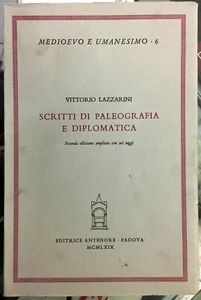 MEDIOEVO E UMANESIMO · 6
VITTORIO LAZZARINI
SCRITTI DI PALEOGRAFIA
E DIPLOMATICA
Seconda edizione ampliata con sei saggi
EDITRICE ANTENORE · PADOVA
MCMLXIX